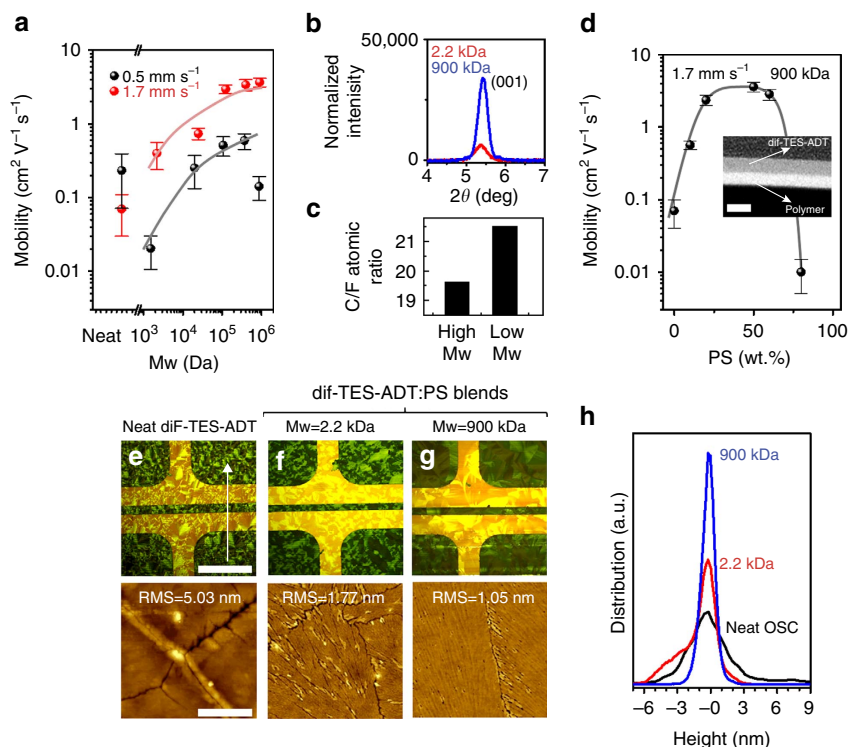 a
Mobility (cm² V⁻¹ s⁻¹)
10
1
0.1
0.01
0.5 mm s⁻¹
1.7 mm s⁻¹
Neat 10³ 10⁴ 10⁵ 10⁶
Mw (Da)
b
Normalized
intenisity
50,000
0
2.2 kDa
900 kDa
(001)
4 5 6 7
2θ (deg)
c
C/F atomic
ratio
21
20
19
High Low
Mw Mw
d
Mobility (cm² V⁻¹ s⁻¹)
10
1
0.1
0.01
1.7 mm s⁻¹ 900 kDa
dif-TES-ADT
Polymer
0 50 100
PS (wt.%)
dif-TES-ADT:PS blends
Neat diF-TES-ADT Mw=2.2 kDa Mw=900 kDa
e f g
RMS=5.03 nm RMS=1.77 nm RMS=1.05 nm
h
Distribution (a.u.)
900 kDa
2.2 kDa
Neat OSC
−6 −3 −0 3 6 9
Height (nm)